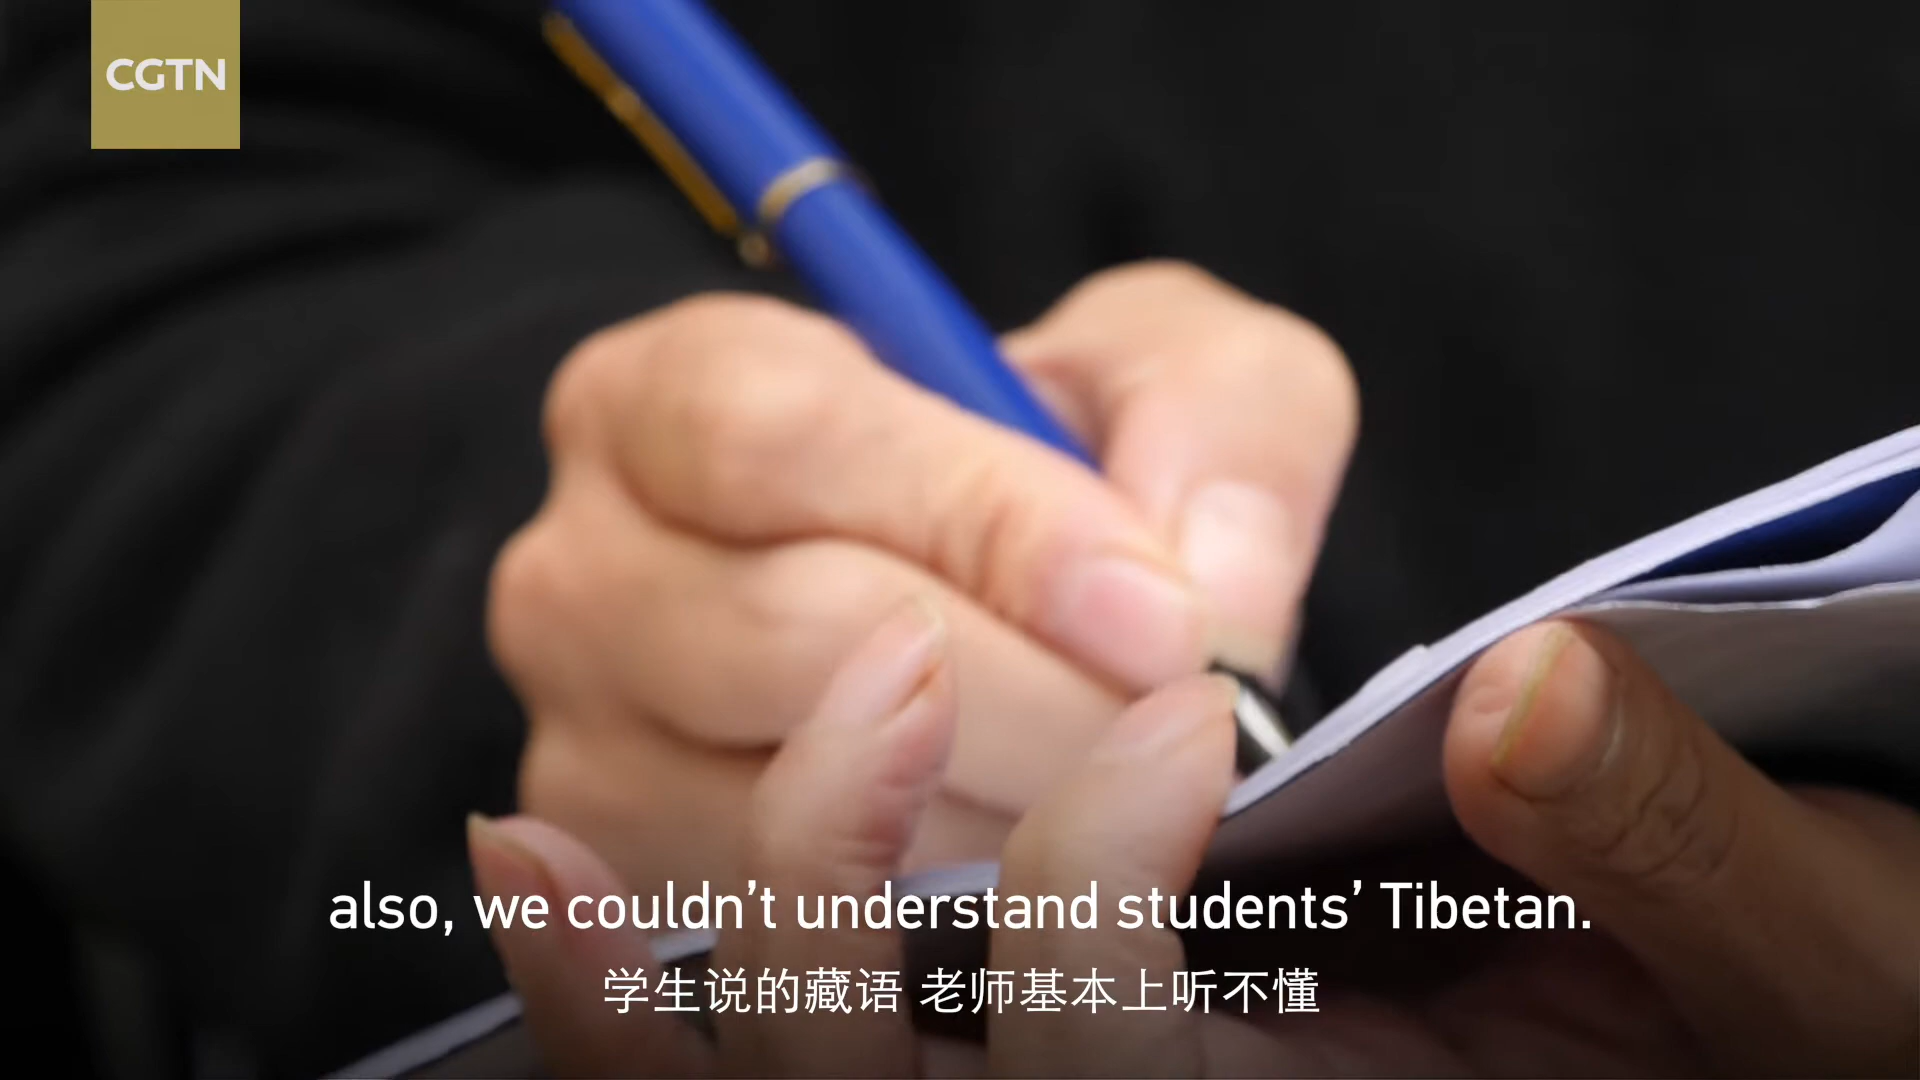 CGTN
also, we couldn’t understand students’ Tibetan.
学生说的藏语 老师基本上听不懂